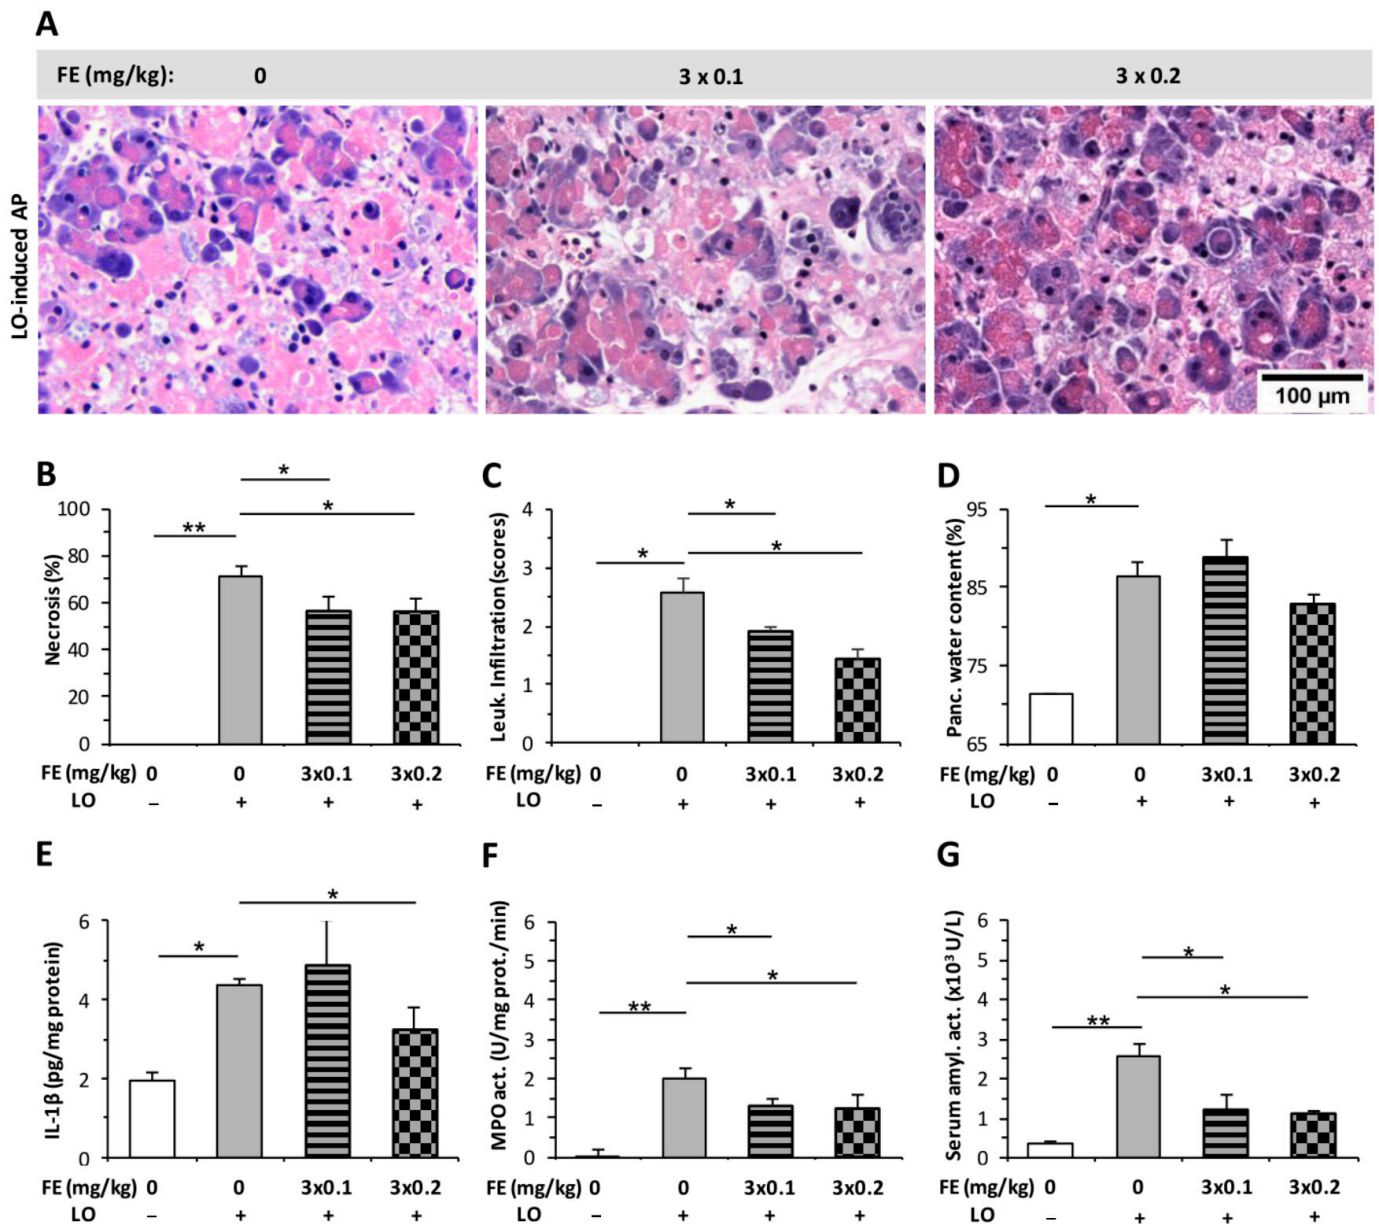 A
FE (mg/kg): 0 3 x 0.1 3 x 0.2
LO-induced AP
100 µm
B
Necrosis (%)
100
80
60
40
20
0
**
*
*
FE (mg/kg) 0 0 3x0.1 3x0.2
LO – + + +
C
Leuk. Infiltration (scores)
4
3
2
1
0
*
*
*
FE (mg/kg) 0 0 3x0.1 3x0.2
LO – + + +
D
Panc. water content (%)
95
85
75
65
*
FE (mg/kg) 0 0 3x0.1 3x0.2
LO – + + +
E
IL-1β (pg/mg protein)
6
4
2
0
*
*
FE (mg/kg) 0 0 3x0.1 3x0.2
LO – + + +
F
MPO act. (U/mg prot./min)
6
5
4
3
2
1
0
**
*
*
FE (mg/kg) 0 0 3x0.1 3x0.2
LO – + + +
G
Serum amyl. act. (x10³ U/L)
6
5
4
3
2
1
0
**
*
*
FE (mg/kg) 0 0 3x0.1 3x0.2
LO – + + +